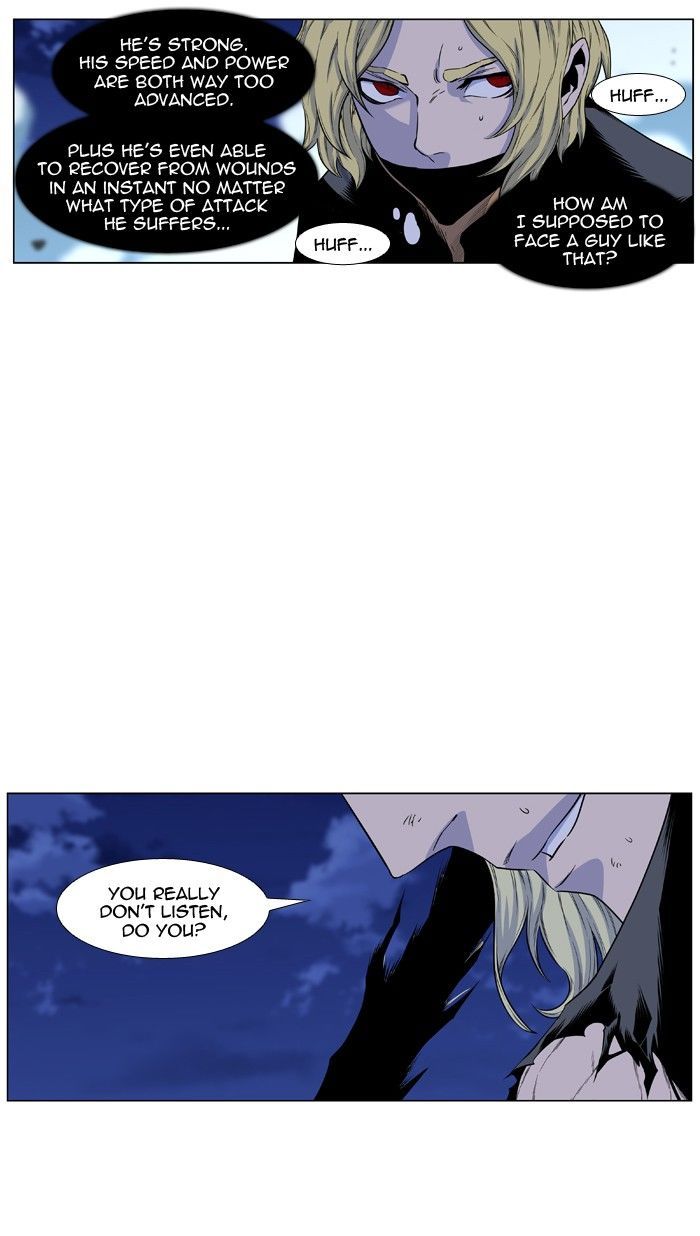 HE'S STRONG.
HIS SPEED AND POWER
ARE BOTH WAY TOO
ADVANCED.
HUFF...
PLUS HE'S EVEN ABLE
TO RECOVER FROM WOUNDS
IN AN INSTANT NO MATTER
WHAT TYPE OF ATTACK
HE SUFFERS...
HUFF...
HOW AM
I SUPPOSED TO
FACE A GUY LIKE
THAT?
YOU REALLY
DON'T LISTEN,
DO YOU?